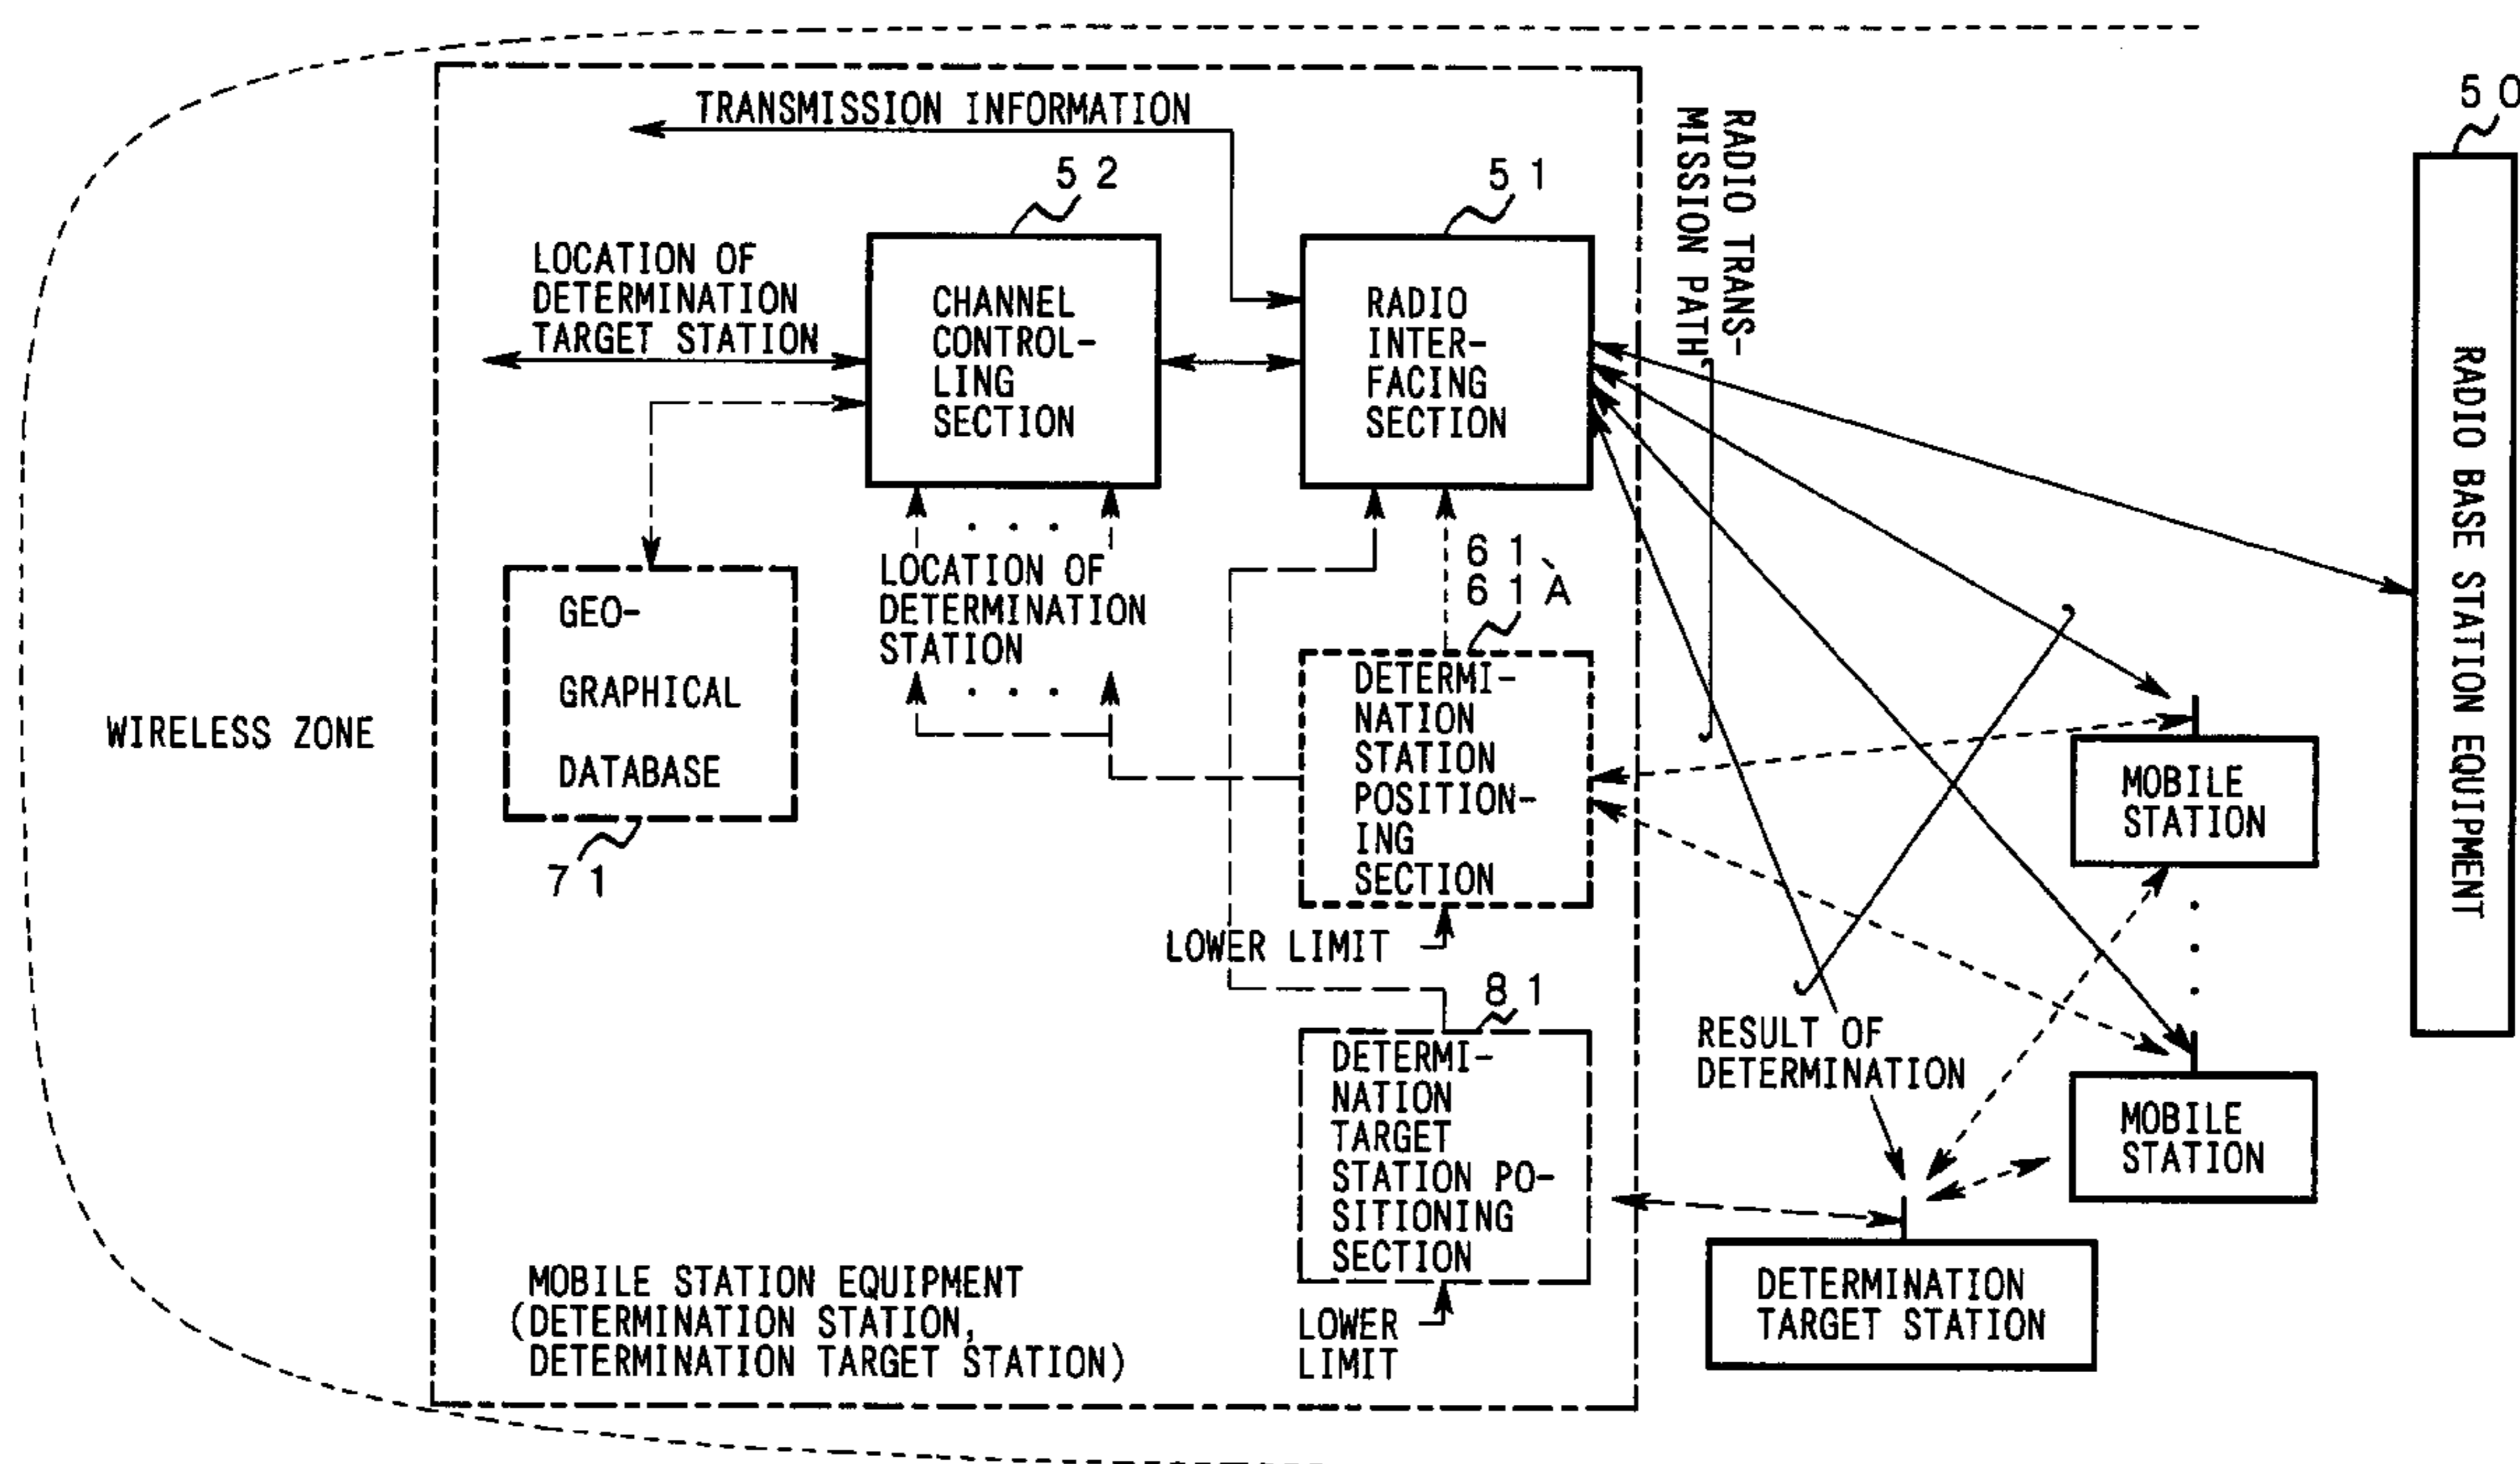 TRANSMISSION INFORMATION
RADIO TRANS-
MISSION PATH
50
52
51
LOCATION OF
DETERMINATION
TARGET STATION
CHANNEL
CONTROL-
LING
SECTION
RADIO
INTER-
FACING
SECTION
RADIO BASE STATION EQUIPMENT
. . .
LOCATION OF
DETERMINATION
STATION
. . .
61、
61A
GEO-
GRAPHICAL
DATABASE
71
WIRELESS ZONE
DETERMI-
NATION
STATION
POSITION-
ING
SECTION
LOWER LIMIT
MOBILE
STATION
81
DETERMI-
NATION
TARGET
STATION PO-
SITIONING
SECTION
LOWER
LIMIT
RESULT OF
DETERMINATION
MOBILE
STATION
DETERMINATION
TARGET STATION
MOBILE STATION EQUIPMENT
(DETERMINATION STATION,
DETERMINATION TARGET STATION)